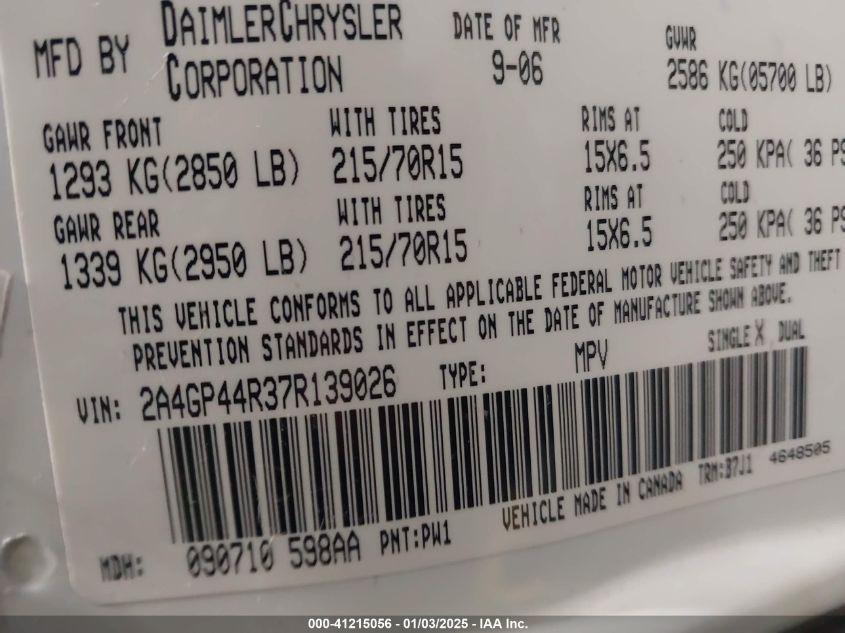 MFD BY DAIMLERCHRYSLER CORPORATION DATE OF MFR 9-06 GVWR 2586 KG(05700 LB)
GAWR FRONT WITH TIRES RIMS AT COLD
1293 KG(2850 LB) 215/70R15 15X6.5 250 KPA( 36 PS
GAWR REAR WITH TIRES RIMS AT COLD
1339 KG(2950 LB) 215/70R15 15X6.5 250 KPA( 36 PS
THIS VEHICLE CONFORMS TO ALL APPLICABLE FEDERAL MOTOR VEHICLE SAFETY AND THEFT
PREVENTION STANDARDS IN EFFECT ON THE DATE OF MANUFACTURE SHOWN ABOVE.
VIN: 2A4GP44R37R139026 TYPE: MPV SINGLE X DUAL
MDH: 090710 598AA PNT:PW1 VEHICLE MADE IN CANADA TRM:B7J1 4648505
000-41215056 - 01/03/2025 - IAA Inc.